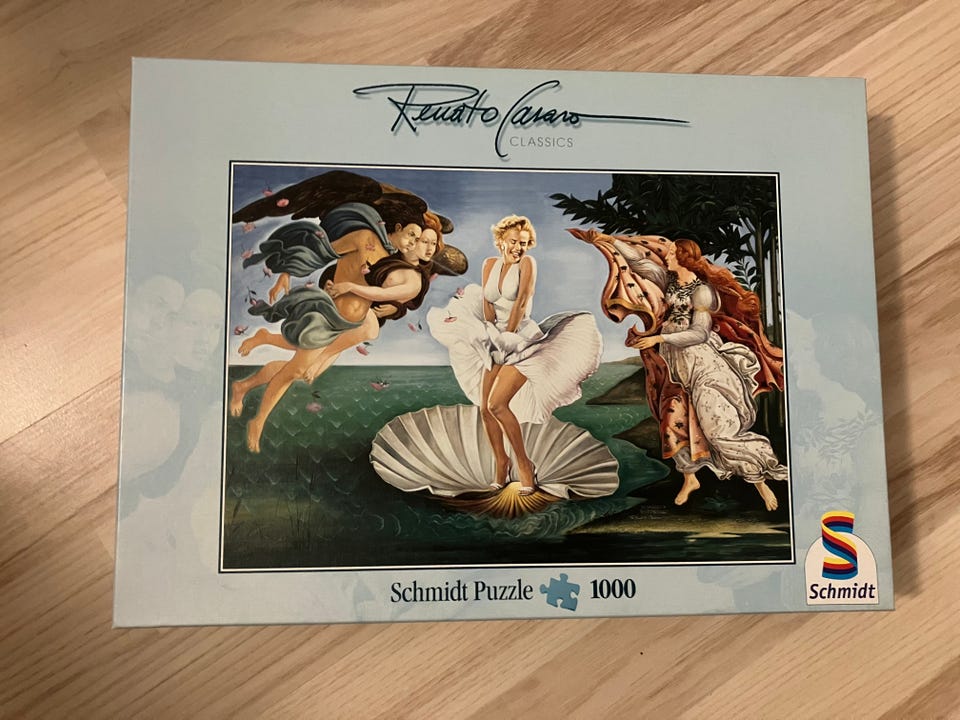 Renato Casaro
CLASSICS
Schmidt Puzzle 1000
Schmidt